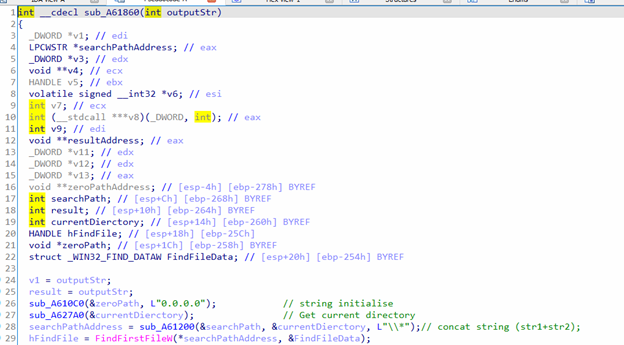 int __cdecl sub_A61860(int outputStr)
2 {
3 _DWORD *v1; // edi
4 LPCWSTR *searchPathAddress; // eax
5 _DWORD *v3; // edx
6 void **v4; // ecx
7 HANDLE v5; // ebx
8 volatile signed __int32 *v6; // esi
9 int v7; // ecx
10 int (__stdcall ***v8)(_DWORD, int); // eax
11 int v9; // edi
12 void **resultAddress; // eax
13 _DWORD *v11; // edx
14 _DWORD *v12; // edx
15 _DWORD *v13; // eax
16 void **zeroPathAddress; // [esp-4h] [ebp-278h] BYREF
17 int searchPath; // [esp+Ch] [ebp-268h] BYREF
18 int result; // [esp+10h] [ebp-264h] BYREF
19 int currentDierctory; // [esp+14h] [ebp-260h] BYREF
20 HANDLE hFindFile; // [esp+18h] [ebp-25Ch]
21 void *zeroPath; // [esp+1Ch] [ebp-258h] BYREF
22 struct _WIN32_FIND_DATAW FindFileData; // [esp+20h] [ebp-254h] BYREF
23
24 v1 = outputStr;
25 result = outputStr;
26 sub_A610C0(&zeroPath, L"0.0.0.0"); // string initialise
27 sub_A627A0(&currentDierctory); // Get current directory
28 searchPathAddress = sub_A61200(&searchPath, &currentDierctory, L"\\*");// concat string (str1+str2);
29 hFindFile = FindFirstFileW(*searchPathAddress, &FindFileData);